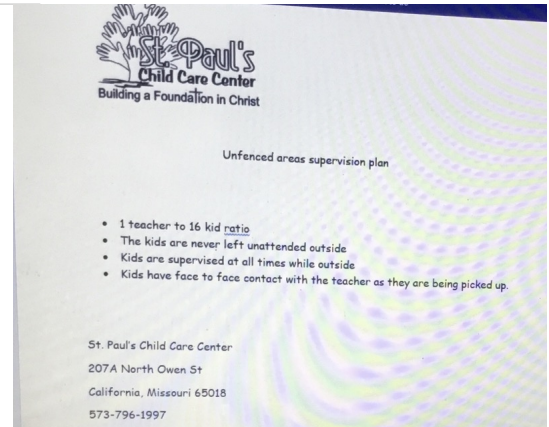 St. Paul's
Child Care Center
Building a Foundation in Christ
Unfenced areas supervision plan
• 1 teacher to 16 kid ratio
• The kids are never left unattended outside
• Kids are supervised at all times while outside
• Kids have face to face contact with the teacher as they are being picked up.
St. Paul's Child Care Center
207A North Owen St
California, Missouri 65018
573-796-1997